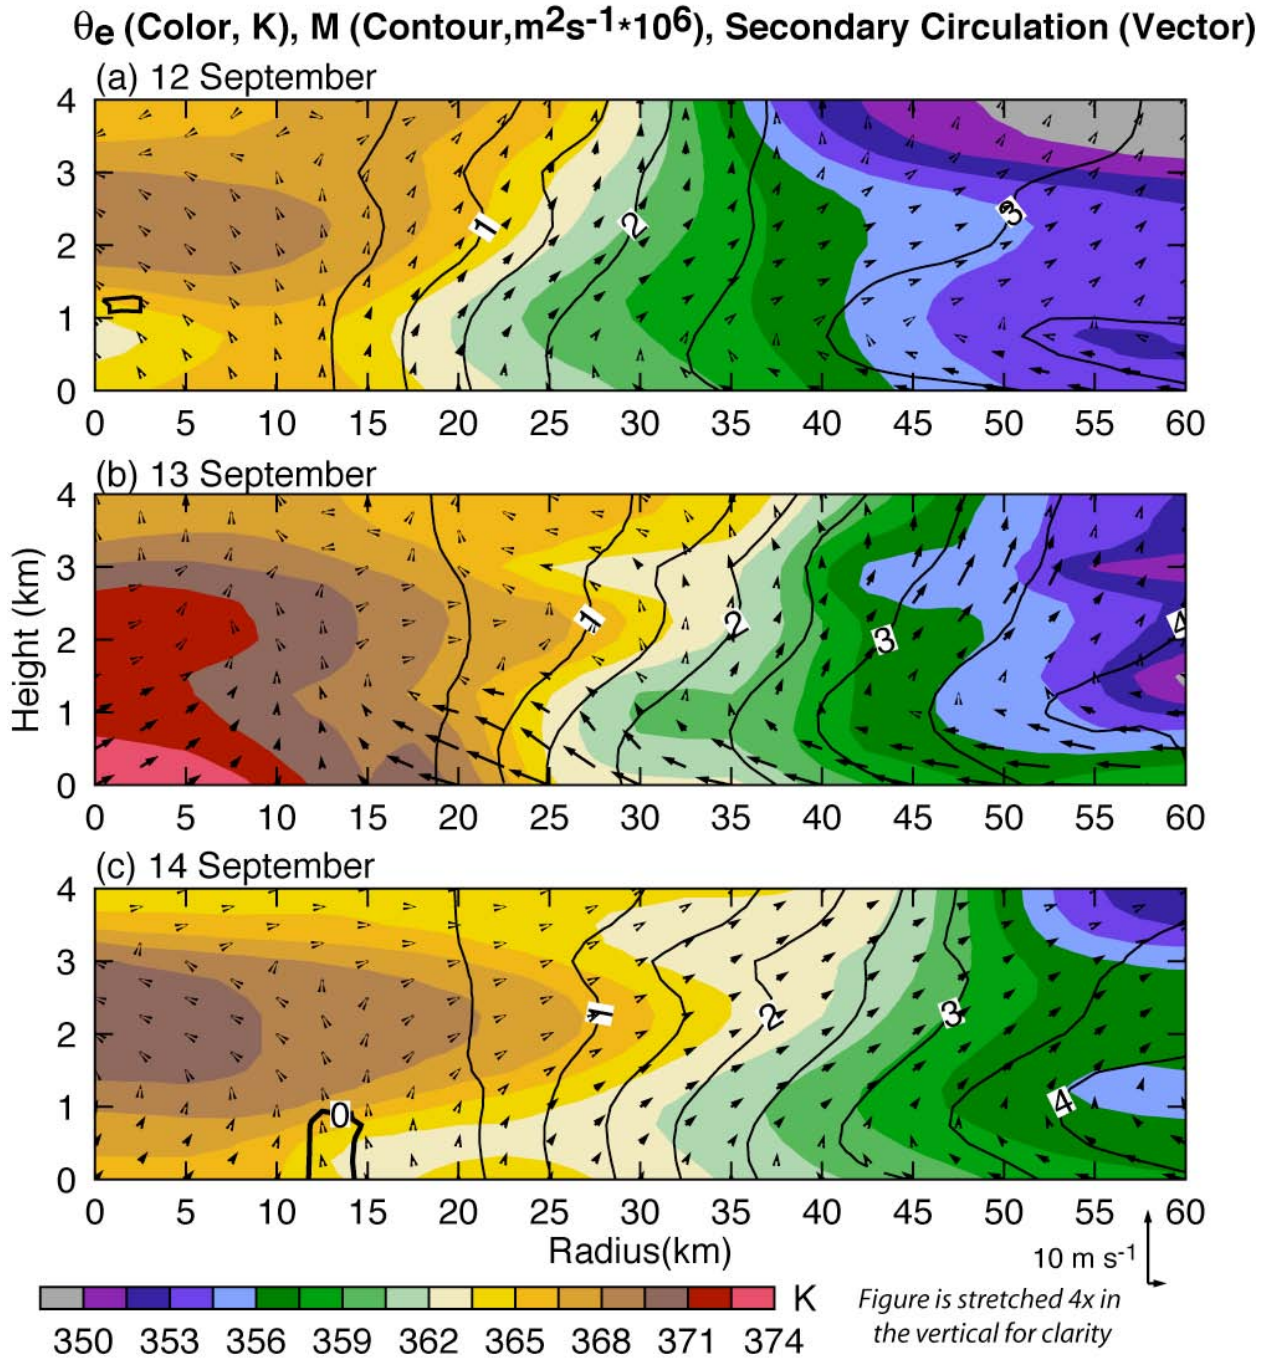 θe (Color, K), M (Contour,m2s-1*106), Secondary Circulation (Vector)
(a) 12 September
4
3
2
1
0
1
2
3
0 5 10 15 20 25 30 35 40 45 50 55 60
(b) 13 September
4
3
2
1
0
1
2
3
4
0 5 10 15 20 25 30 35 40 45 50 55 60
Height (km)
(c) 14 September
4
3
2
1
0
0
1
2
3
4
0 5 10 15 20 25 30 35 40 45 50 55 60
Radius(km)
10 m s-1
K
350 353 356 359 362 365 368 371 374
Figure is stretched 4x in
the vertical for clarity